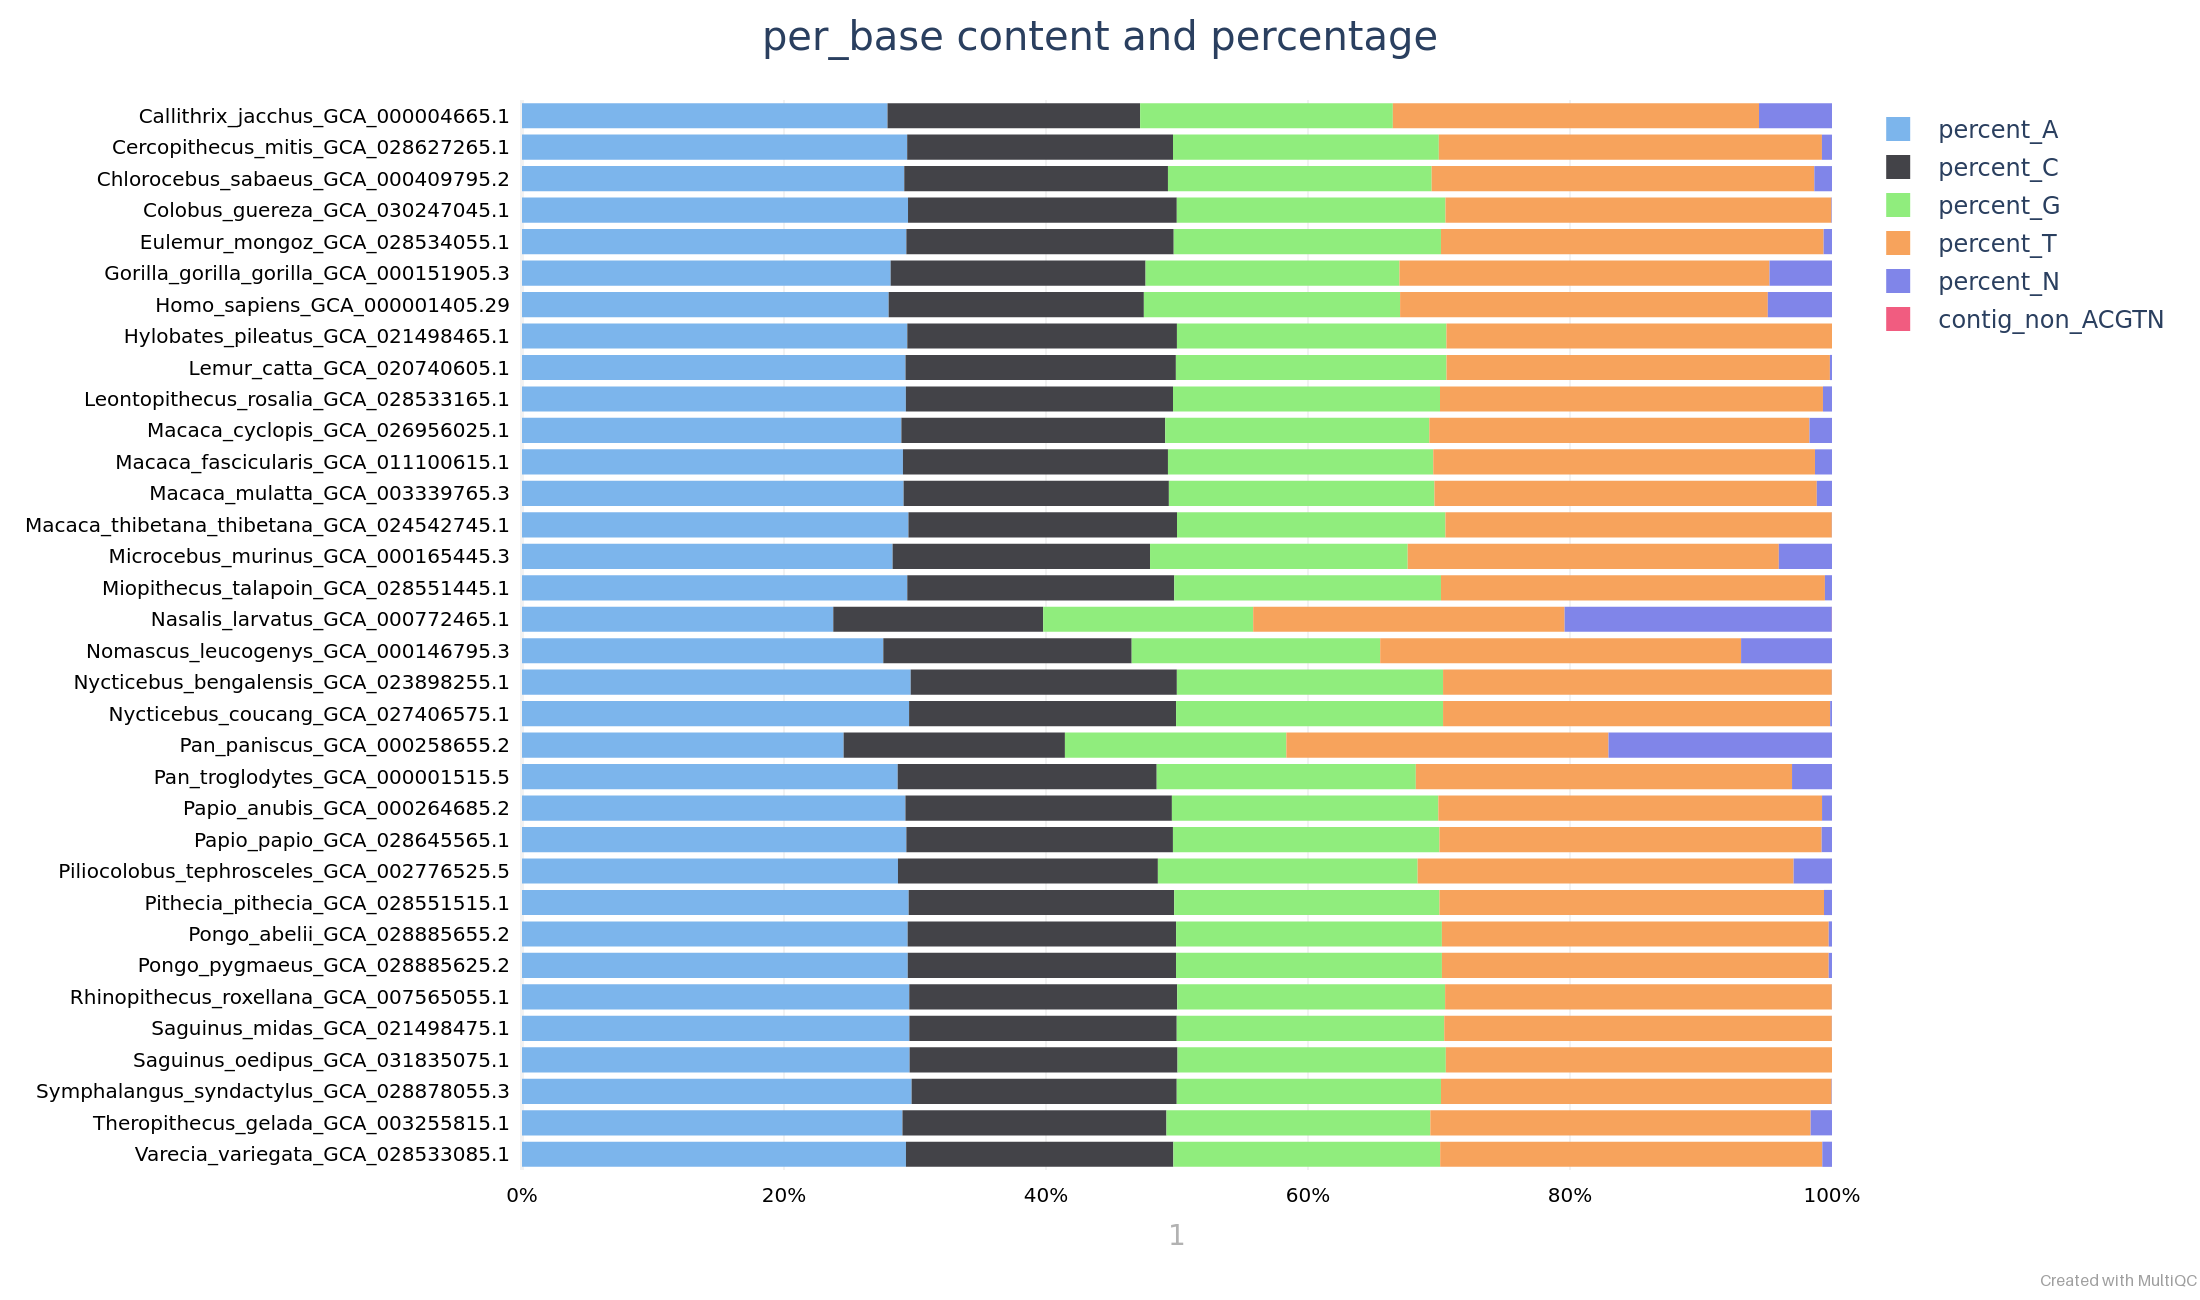 per_base content and percentage
Callithrix_jacchus_GCA_000004665.1
Cercopithecus_mitis_GCA_028627265.1
Chlorocebus_sabaeus_GCA_000409795.2
Colobus_guereza_GCA_030247045.1
Eulemur_mongoz_GCA_028534055.1
Gorilla_gorilla_gorilla_GCA_000151905.3
Homo_sapiens_GCA_000001405.29
Hylobates_pileatus_GCA_021498465.1
Lemur_catta_GCA_020740605.1
Leontopithecus_rosalia_GCA_028533165.1
Macaca_cyclopis_GCA_026956025.1
Macaca_fascicularis_GCA_011100615.1
Macaca_mulatta_GCA_003339765.3
Macaca_thibetana_thibetana_GCA_024542745.1
Microcebus_murinus_GCA_000165445.3
Miopithecus_talapoin_GCA_028551445.1
Nasalis_larvatus_GCA_000772465.1
Nomascus_leucogenys_GCA_000146795.3
Nycticebus_bengalensis_GCA_023898255.1
Nycticebus_coucang_GCA_027406575.1
Pan_paniscus_GCA_000258655.2
Pan_troglodytes_GCA_000001515.5
Papio_anubis_GCA_000264685.2
Papio_papio_GCA_028645565.1
Piliocolobus_tephrosceles_GCA_002776525.5
Pithecia_pithecia_GCA_028551515.1
Pongo_abelii_GCA_028885655.2
Pongo_pygmaeus_GCA_028885625.2
Rhinopithecus_roxellana_GCA_007565055.1
Saguinus_midas_GCA_021498475.1
Saguinus_oedipus_GCA_031835075.1
Symphalangus_syndactylus_GCA_028878055.3
Theropithecus_gelada_GCA_003255815.1
Varecia_variegata_GCA_028533085.1
0% 20% 40% 60% 80% 100%
1
percent_A
percent_C
percent_G
percent_T
percent_N
contig_non_ACGTN
Created with MultiQC